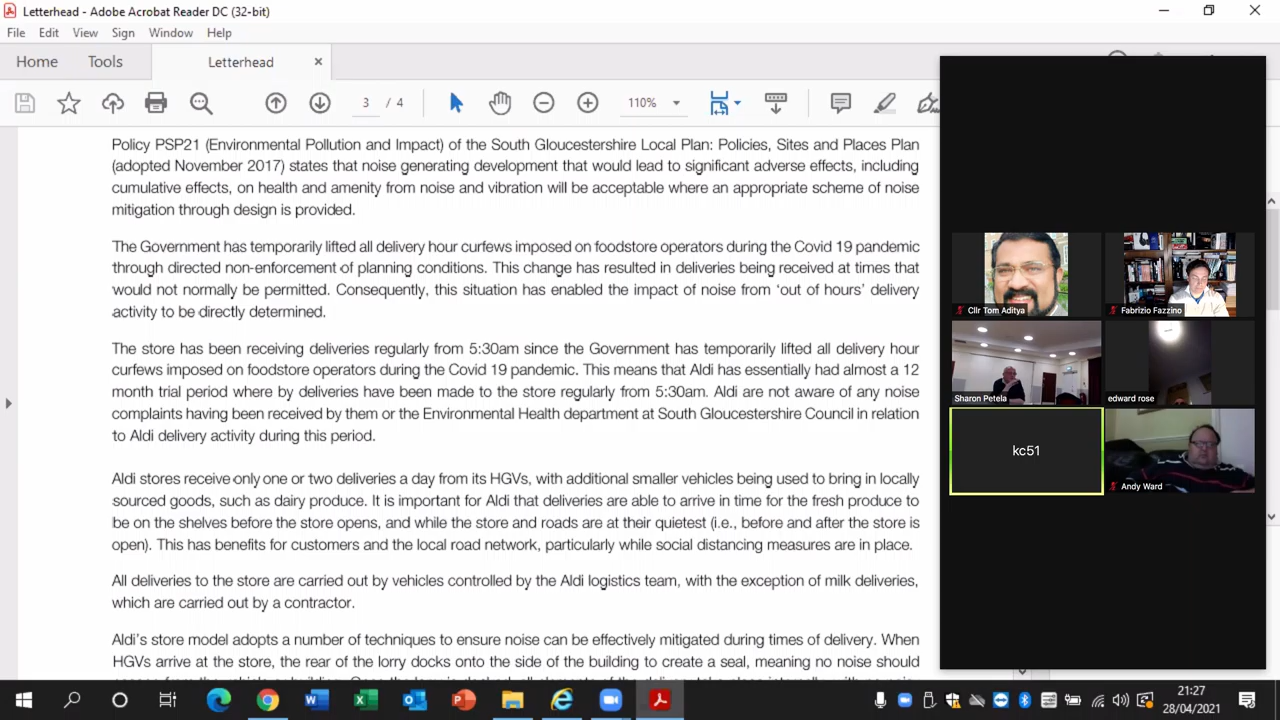 Letterhead - Adobe Acrobat Reader DC (32-bit)
File Edit View Sign Window Help
Home Tools Letterhead ×
3 / 4 110%
Policy PSP21 (Environmental Pollution and Impact) of the South Gloucestershire Local Plan: Policies, Sites and Places Plan
(adopted November 2017) states that noise generating development that would lead to significant adverse effects, including
cumulative effects, on health and amenity from noise and vibration will be acceptable where an appropriate scheme of noise
mitigation through design is provided.
The Government has temporarily lifted all delivery hour curfews imposed on foodstore operators during the Covid 19 pandemic
through directed non-enforcement of planning conditions. This change has resulted in deliveries being received at times that
would not normally be permitted. Consequently, this situation has enabled the impact of noise from ‘out of hours’ delivery
activity to be directly determined.
The store has been receiving deliveries regularly from 5:30am since the Government has temporarily lifted all delivery hour
curfews imposed on foodstore operators during the Covid 19 pandemic. This means that Aldi has essentially had almost a 12
month trial period where by deliveries have been made to the store regularly from 5:30am. Aldi are not aware of any noise
complaints having been received by them or the Environmental Health department at South Gloucestershire Council in relation
to Aldi delivery activity during this period.
Aldi stores receive only one or two deliveries a day from its HGVs, with additional smaller vehicles being used to bring in locally
sourced goods, such as dairy produce. It is important for Aldi that deliveries are able to arrive in time for the fresh produce to
be on the shelves before the store opens, and while the store and roads are at their quietest (i.e., before and after the store is
open). This has benefits for customers and the local road network, particularly while social distancing measures are in place.
All deliveries to the store are carried out by vehicles controlled by the Aldi logistics team, with the exception of milk deliveries,
which are carried out by a contractor.
Aldi’s store model adopts a number of techniques to ensure noise can be effectively mitigated during times of delivery. When
HGVs arrive at the store, the rear of the lorry docks onto the side of the building to create a seal, meaning no noise should
Cllr Tom Aditya
Fabrizio Fazzino
Sharon Petela
edward rose
kc51
Andy Ward
21:27
28/04/2021